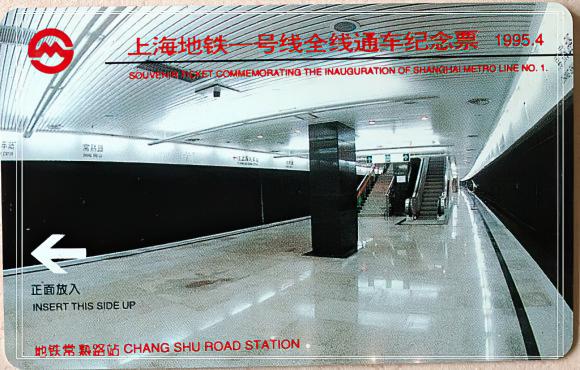 上海地铁一号线全线通车纪念票 1995.4
SOUVENIR TICKET COMMEMORATING THE INAUGURATION OF SHANGHAI METRO LINE NO. 1.
常熟路
正面放入
INSERT THIS SIDE UP
地铁常熟路站 CHANG SHU ROAD STATION